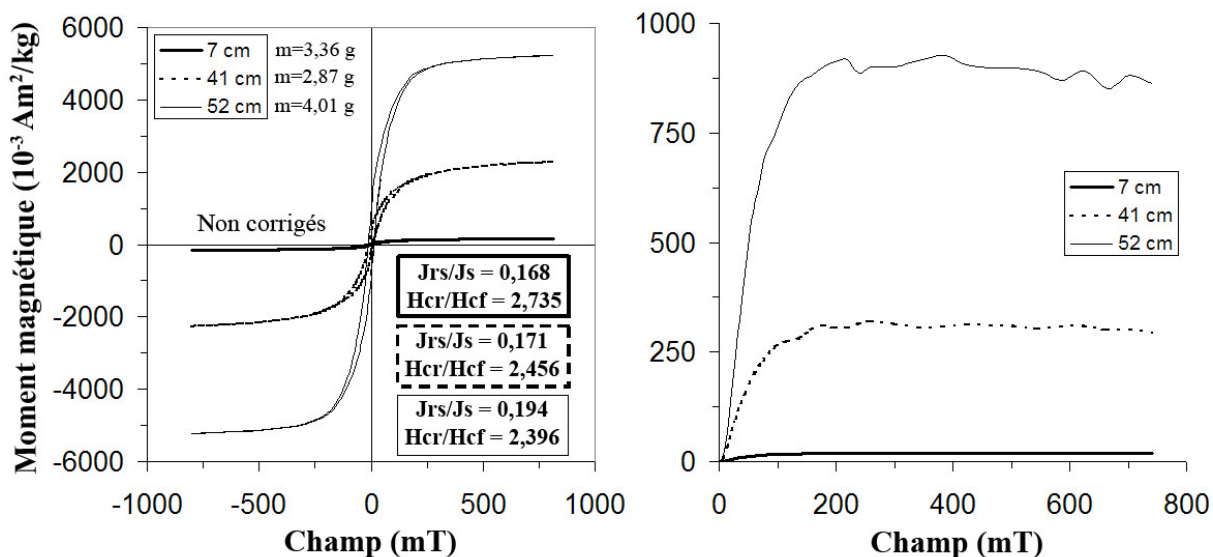 Moment magnétique (10⁻³ Am²/kg)
6000
4000
2000
0
-2000
-4000
-6000
7 cm m=3,36 g
41 cm m=2,87 g
52 cm m=4,01 g
Non corrigés
Jrs/Js = 0,168
Hcr/Hcf = 2,735
Jrs/Js = 0,171
Hcr/Hcf = 2,456
Jrs/Js = 0,194
Hcr/Hcf = 2,396
-1000 -500 0 500 1000
Champ (mT)
1000
750
500
250
0
7 cm
41 cm
52 cm
0 200 400 600 800
Champ (mT)